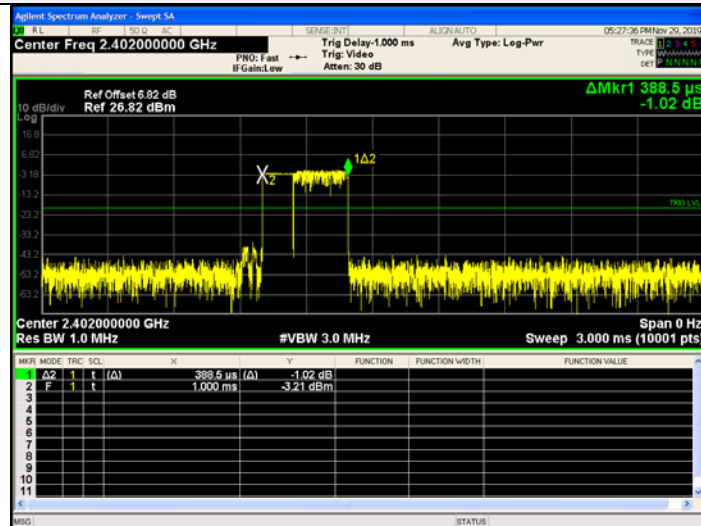 Agilent Spectrum Analyzer - Swept SA
RL RF 50 Ω AC SENSE:INT ALIGN AUTO 05:27:36 PM Nov 29, 2019
Center Freq 2.402000000 GHz
PNO: Fast
IFGain:Low
Trig Delay-1.000 ms
Trig: Video
Atten: 30 dB
Avg Type: Log-Pwr
TRACE 1 2 3 4 5
TYPE
DET P N N N N
ΔMkr1 388.5 µs
-1.02 dB
Ref Offset 6.82 dB
10 dB/div Ref 26.82 dBm
Log
16.8
6.82
-3.18
-13.2
-23.2
-33.2
-43.2
-53.2
-63.2
1Δ2
X2
TRIG LVL
Center 2.402000000 GHz Span 0 Hz
Res BW 1.0 MHz #VBW 3.0 MHz Sweep 3.000 ms (10001 pts)
MKR MODE TRC SCL X Y FUNCTION FUNCTION WIDTH FUNCTION VALUE
1 Δ2 1 t (Δ) 388.5 µs (Δ) -1.02 dB
2 F 1 t 1.000 ms -3.21 dBm
3
4
5
6
7
8
9
10
11
MSG STATUS